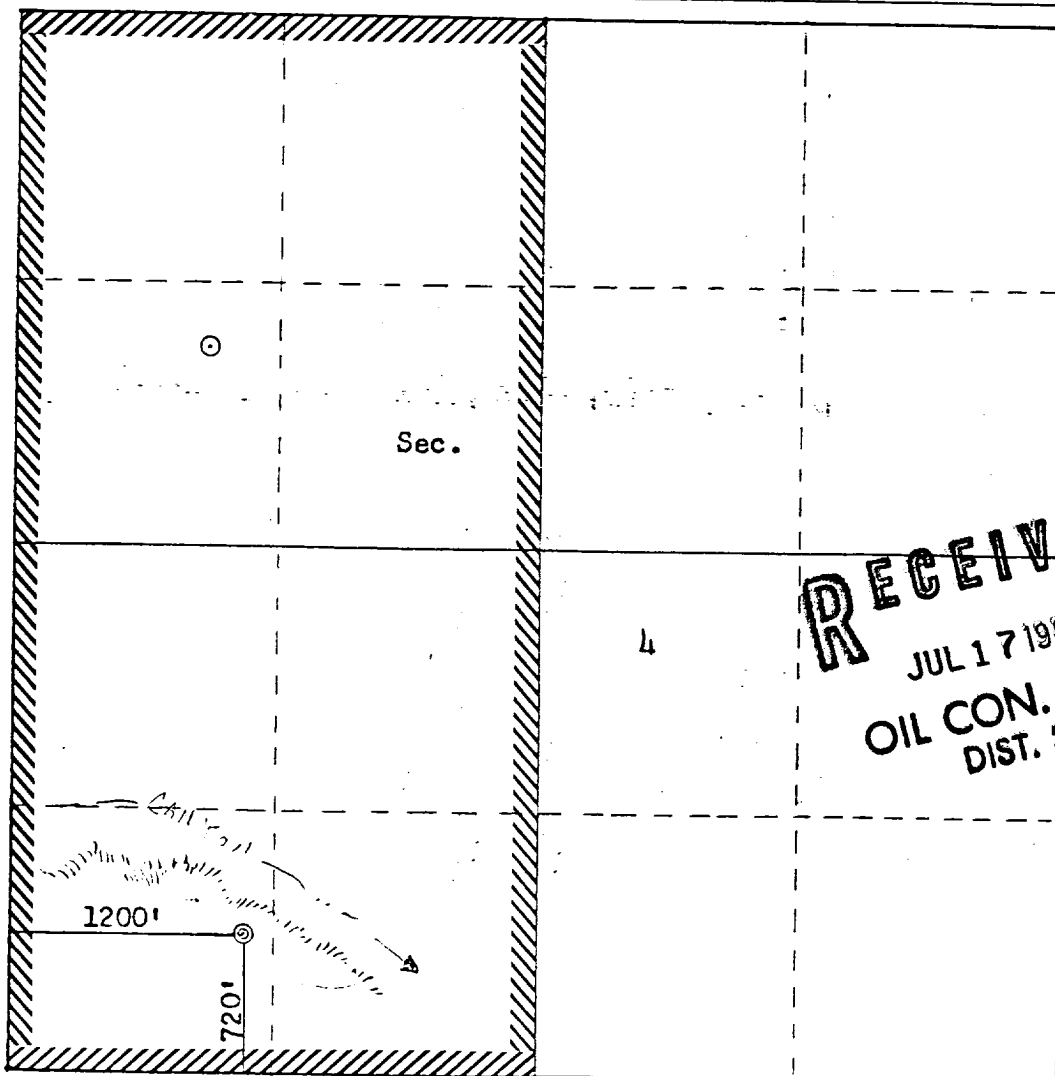 Sec.
4
RECEIV
JUL 17 19
OIL CON.
DIST.
1200'
720'